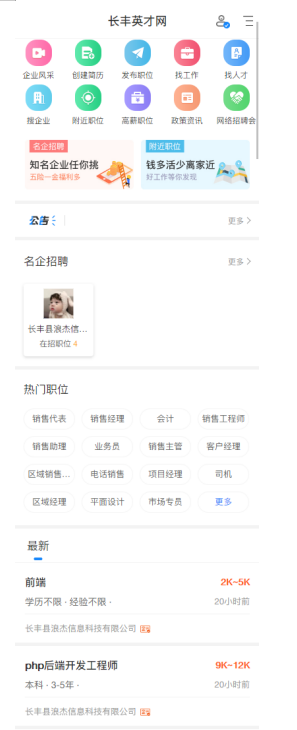 长丰英才网
企业风采 创建简历 发布职位 找工作 找人才
搜企业 附近职位 高薪职位 政策资讯 网络招聘会
名企招聘 附近职位
知名企业任你挑 钱多活少离家近
五险一金福利多 好工作等你发现
公告 更多 >
名企招聘 更多 >
长丰县浪杰信...
在招职位 4
热门职位
销售代表 销售经理 会计 销售工程师
销售助理 业务员 销售主管 客户经理
区域销售... 电话销售 项目经理 司机
区域经理 平面设计 市场专员 更多
最新
前端 2K~5K
学历不限 · 经验不限 · 20小时前
长丰县浪杰信息科技有限公司
php后端开发工程师 9K~12K
本科 · 3-5年 · 20小时前
长丰县浪杰信息科技有限公司